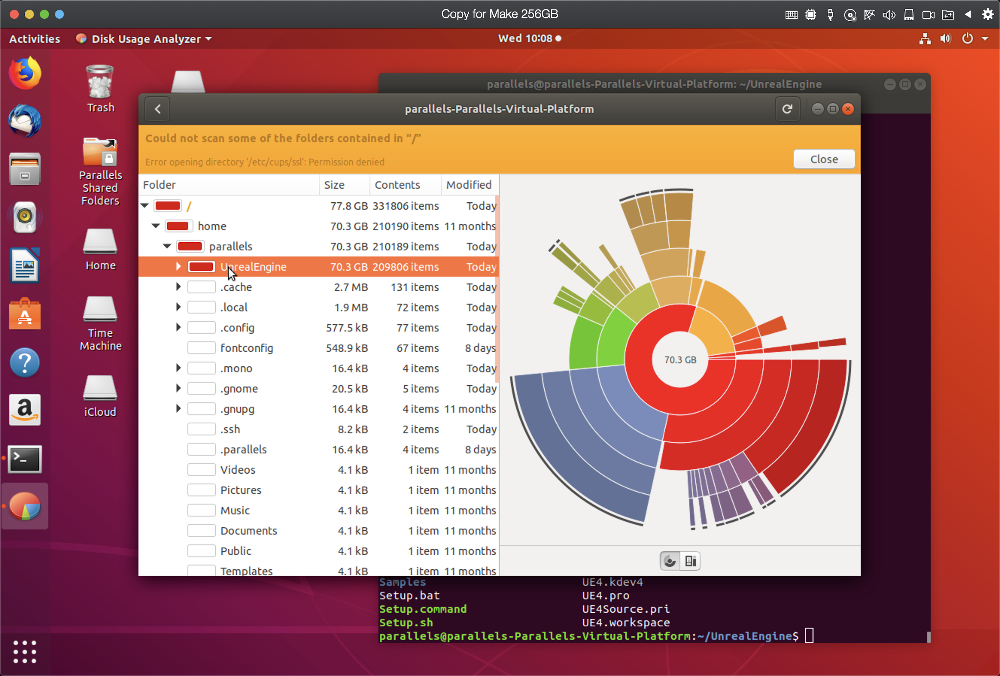 Copy for Make 256GB
Activities Disk Usage Analyzer Wed 10:08
Trash
Parallels
Shared
Folders
Home
Time
Machine
iCloud
parallels@parallels-Parallels-Virtual-Platform: ~/UnrealEngine
parallels-Parallels-Virtual-Platform
Could not scan some of the folders contained in “/”
Error opening directory '/etc/cups/ssl': Permission denied
Close
Folder Size Contents Modified
/ 77.8 GB 331806 items Today
home 70.3 GB 210190 items 11 months
parallels 70.3 GB 210189 items Today
UnrealEngine 70.3 GB 209806 items Today
.cache 2.7 MB 131 items Today
.local 1.9 MB 72 items Today
.config 577.5 kB 77 items Today
fontconfig 548.9 kB 67 items 8 days
.mono 16.4 kB 4 items Today
.gnome 20.5 kB 5 items Today
.gnupg 16.4 kB 4 items 11 months
.ssh 8.2 kB 2 items Today
.parallels 16.4 kB 4 items 8 days
Videos 4.1 kB 1 item 11 months
Pictures 4.1 kB 1 item 11 months
Music 4.1 kB 1 item 11 months
Documents 4.1 kB 1 item 11 months
Public 4.1 kB 1 item 11 months
Templates 4.1 kB 1 item 11 months
70.3 GB
Samples UE4.kdev4
Setup.bat UE4.pro
Setup.command UE4Source.pri
Setup.sh UE4.workspace
parallels@parallels-Parallels-Virtual-Platform:~/UnrealEngine$